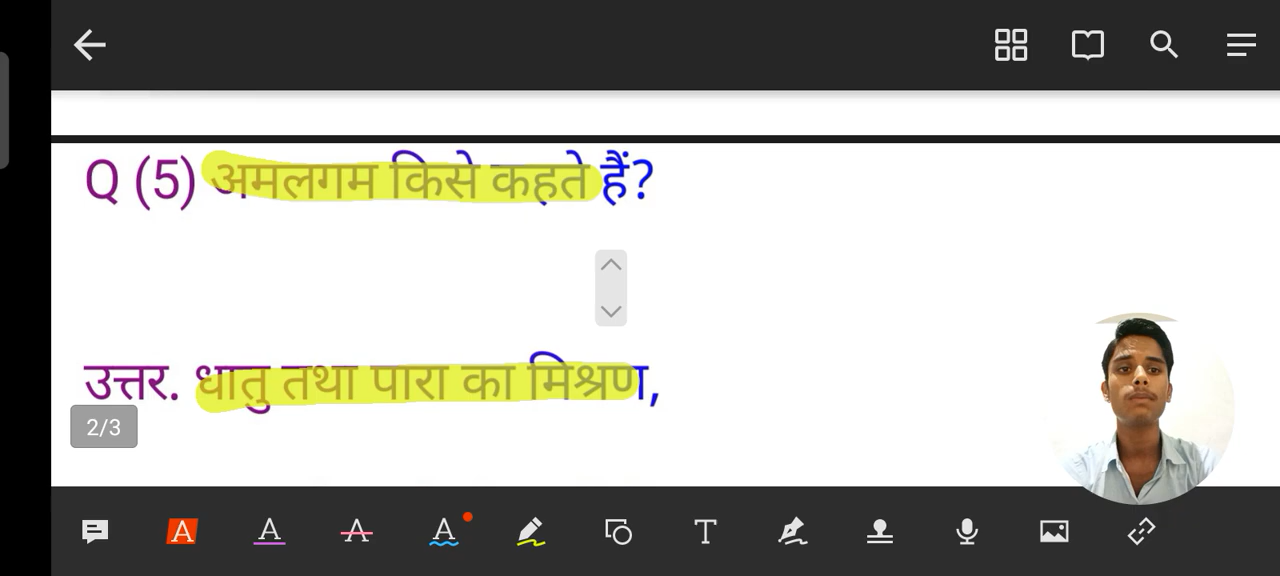 Q (5) अमलगम किसे कहते हैं?
उत्तर. धातु तथा पारा का मिश्रण,
2/3
A A A A T